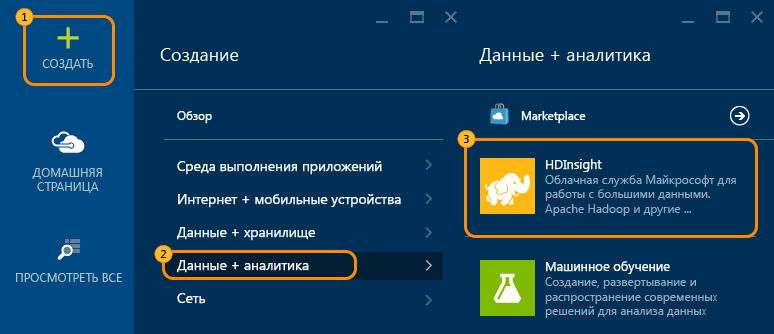 1
СОЗДАТЬ
ДОМАШНЯЯ
СТРАНИЦА
ПРОСМОТРЕТЬ ВСЕ
Создание
Обзор
Среда выполнения приложений
Интернет + мобильные устройства
Данные + хранилище
2
Данные + аналитика
Сеть
Данные + аналитика
Marketplace
3
HDInsight
Облачная служба Майкрософт для
работы с большими данными.
Apache Hadoop и другие ...
Машинное обучение
Создание, развертывание и
распространение современных
решений для анализа данных